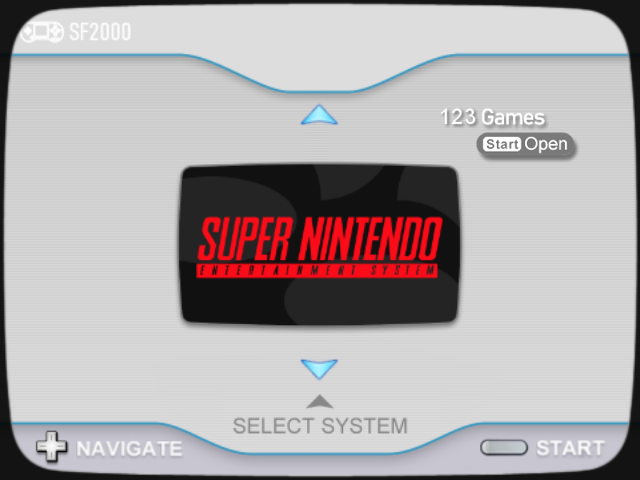 SF2000
123 Games
Start Open
SUPER NINTENDO
ENTERTAINMENT SYSTEM
SELECT SYSTEM
NAVIGATE
START